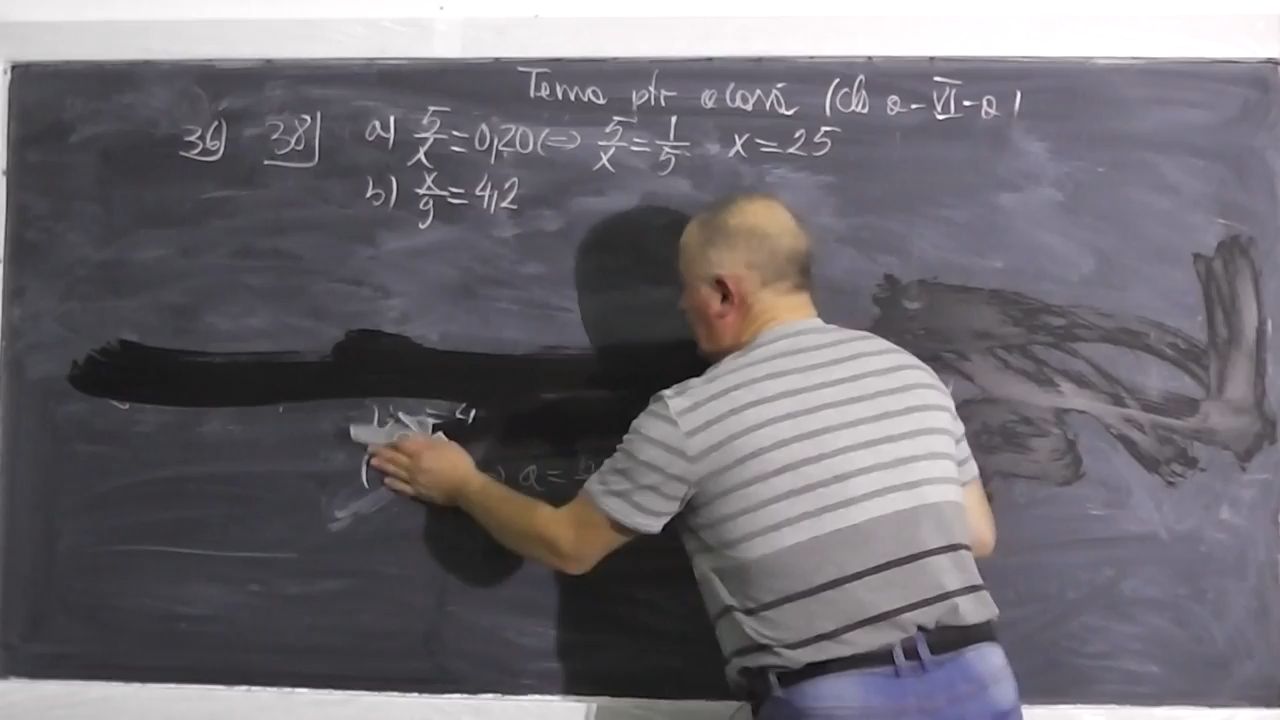 Tema ptr acasă (cls a-VI-a)
36) 38) a) 5/x = 0,20 (=) 5/x = 1/5 x = 25
b) x/9 = 4,2
a =